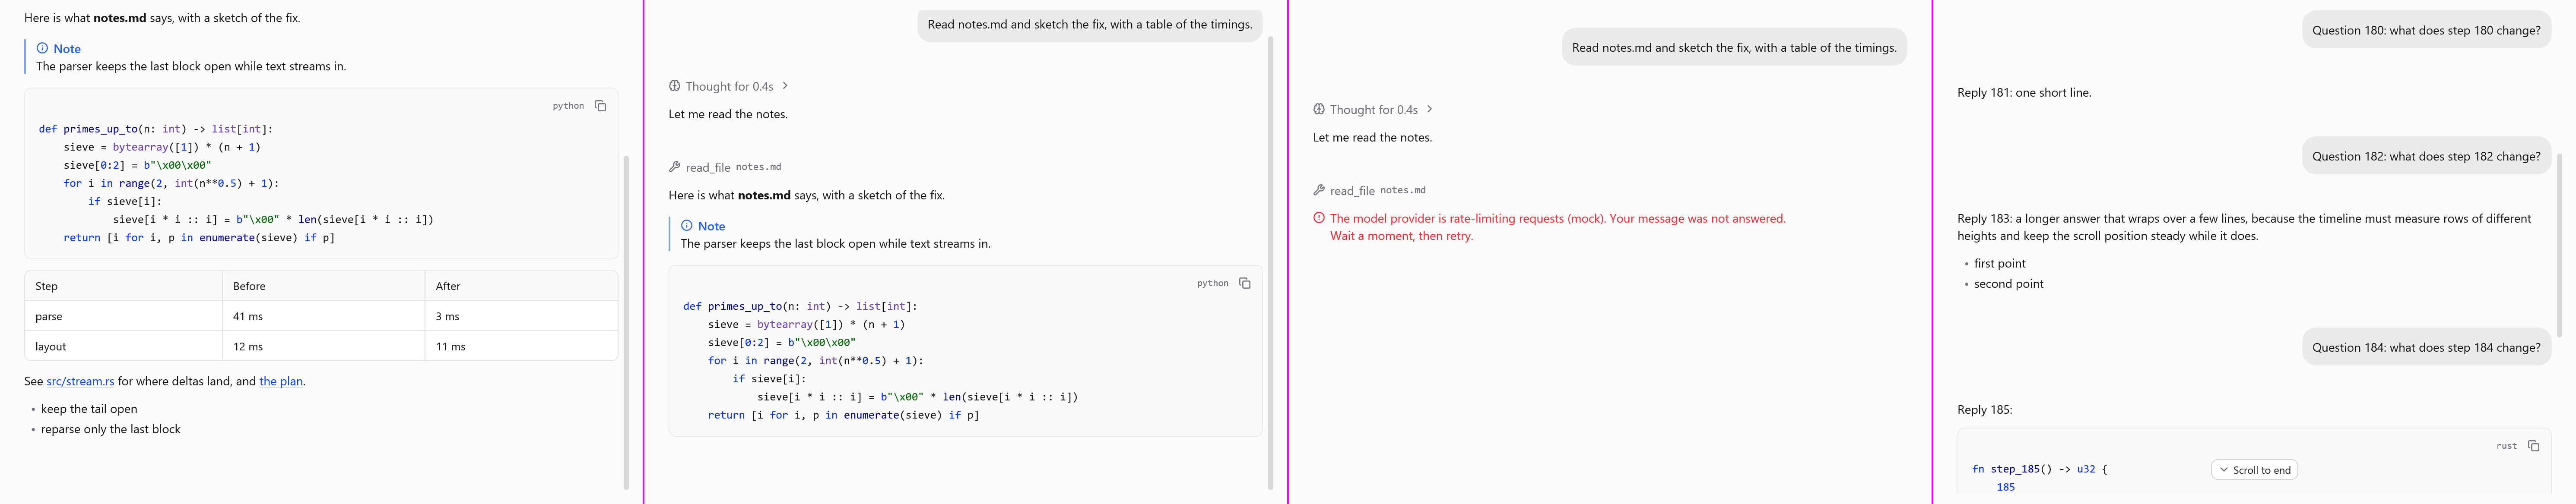 Here is what notes.md says, with a sketch of the fix.
Note
The parser keeps the last block open while text streams in.
python
def primes_up_to(n: int) -> list[int]:
    sieve = bytearray([1]) * (n + 1)
    sieve[0:2] = b"\x00\x00"
    for i in range(2, int(n**0.5) + 1):
        if sieve[i]:
            sieve[i * i :: i] = b"\x00" * len(sieve[i * i :: i])
    return [i for i, p in enumerate(sieve) if p]
Step Before After
parse 41 ms 3 ms
layout 12 ms 11 ms
See src/stream.rs for where deltas land, and the plan.
• keep the tail open
• reparse only the last block
Read notes.md and sketch the fix, with a table of the timings.
Thought for 0.4s
Let me read the notes.
read_file notes.md
Here is what notes.md says, with a sketch of the fix.
Note
The parser keeps the last block open while text streams in.
python
def primes_up_to(n: int) -> list[int]:
    sieve = bytearray([1]) * (n + 1)
    sieve[0:2] = b"\x00\x00"
    for i in range(2, int(n**0.5) + 1):
        if sieve[i]:
            sieve[i * i :: i] = b"\x00" * len(sieve[i * i :: i])
    return [i for i, p in enumerate(sieve) if p]
Read notes.md and sketch the fix, with a table of the timings.
Thought for 0.4s
Let me read the notes.
read_file notes.md
The model provider is rate-limiting requests (mock). Your message was not answered.
Wait a moment, then retry.
Question 180: what does step 180 change?
Reply 181: one short line.
Question 182: what does step 182 change?
Reply 183: a longer answer that wraps over a few lines, because the timeline must measure rows of different
heights and keep the scroll position steady while it does.
• first point
• second point
Question 184: what does step 184 change?
Reply 185:
rust
fn step_185() -> u32 {
    185
Scroll to end